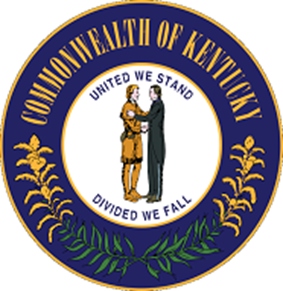 COMMONWEALTH OF KENTUCKY
UNITED WE STAND
DIVIDED WE FALL